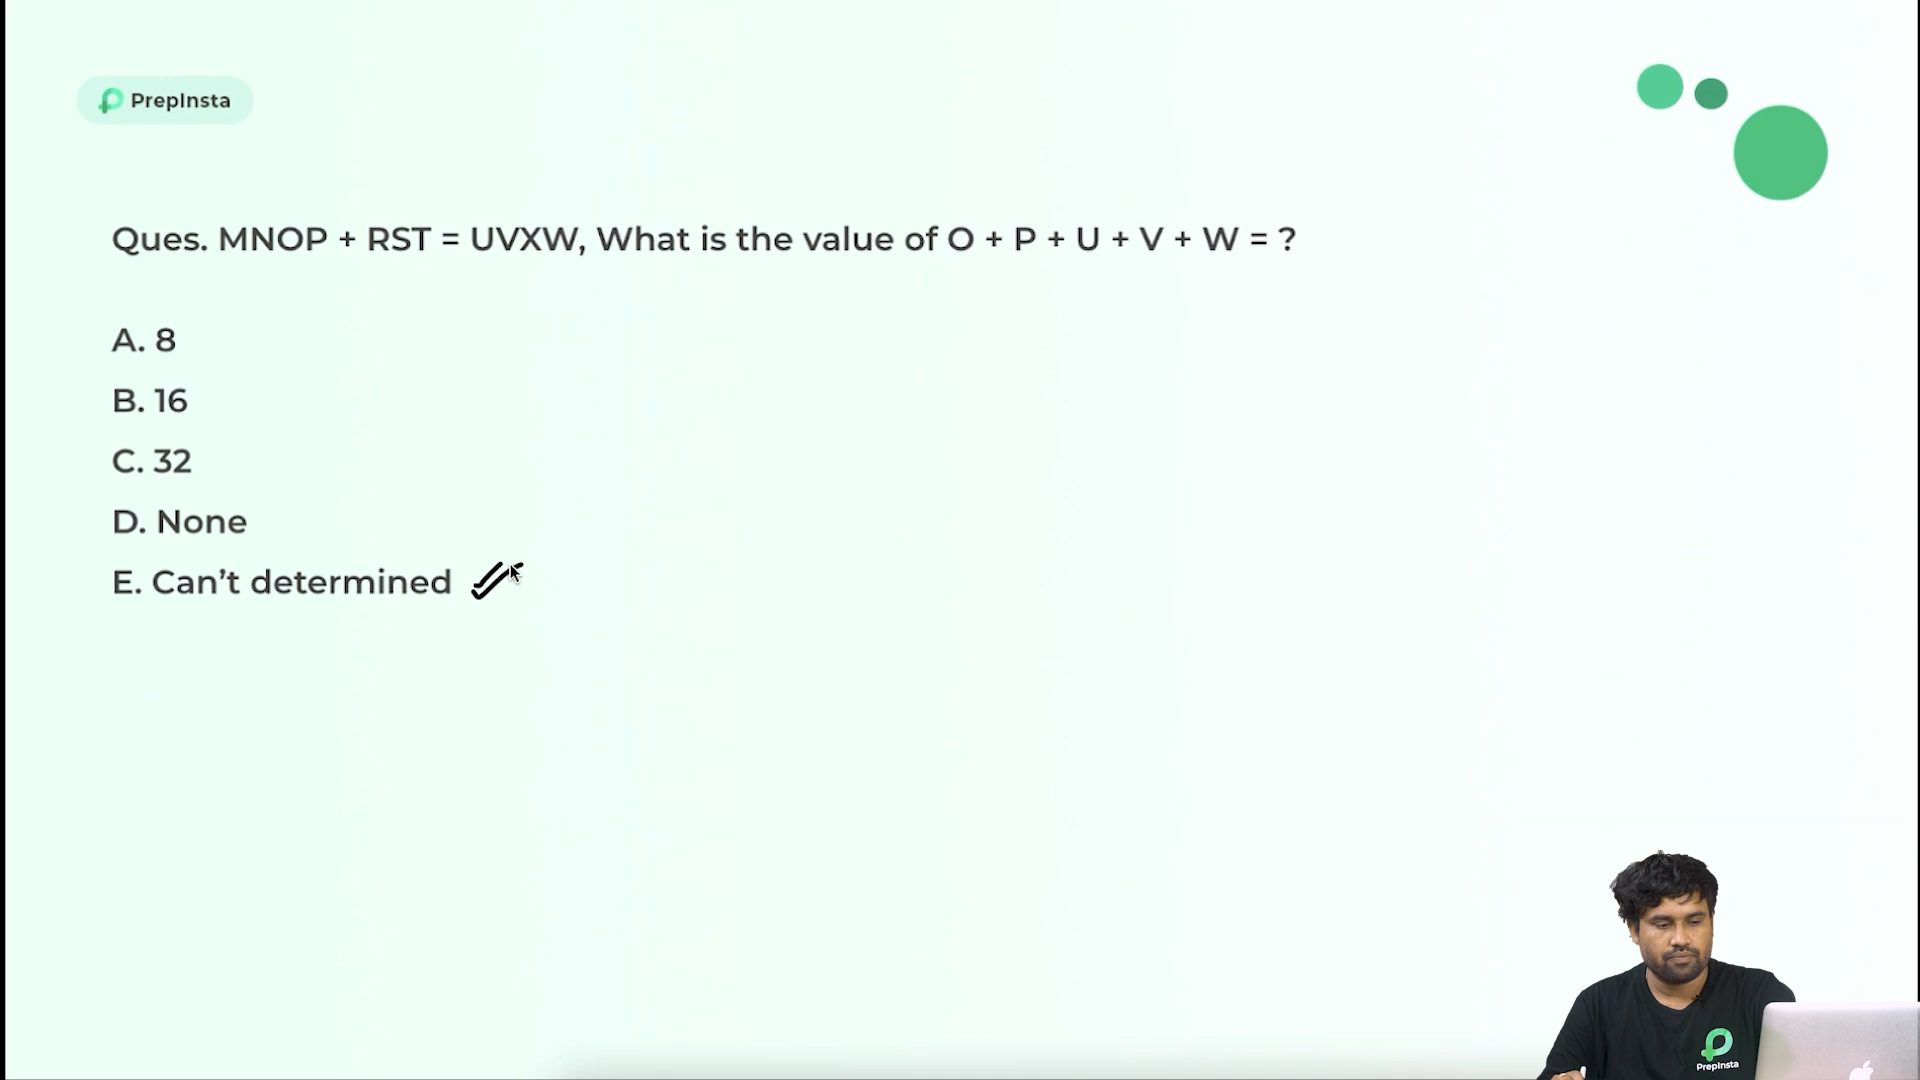 PrepInsta
Ques. MNOP + RST = UVXW, What is the value of O + P + U + V + W = ?
A. 8
B. 16
C. 32
D. None
E. Can’t determined
PrepInsta